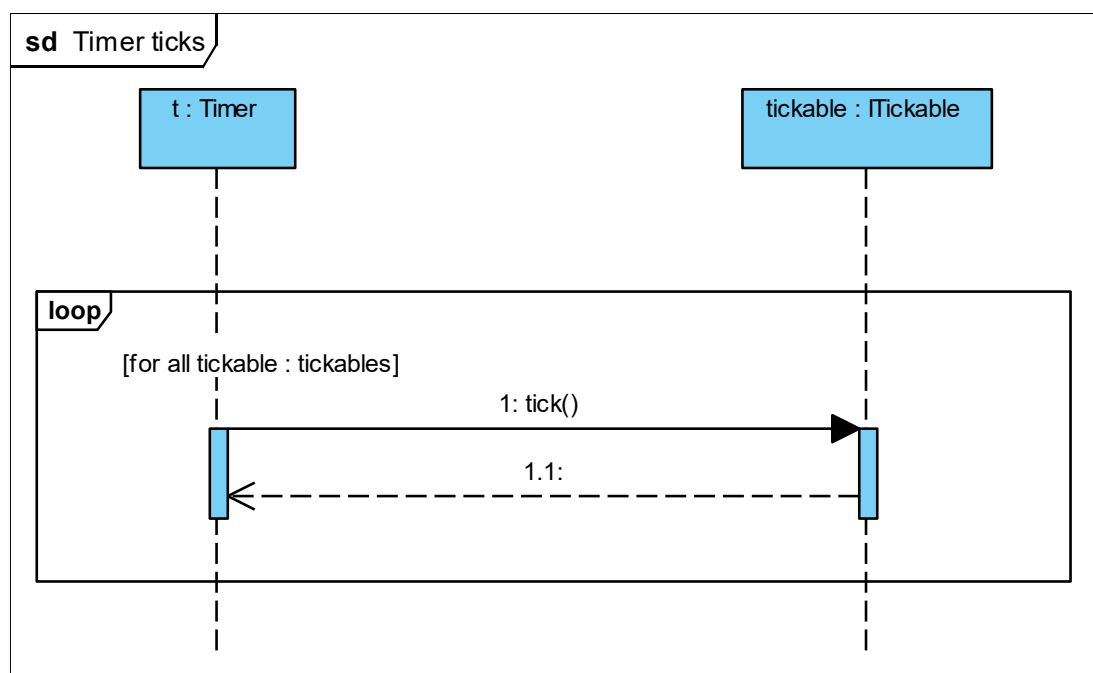 sd Timer ticks
t : Timer
tickable : ITickable
loop
[for all tickable : tickables]
1: tick()
1.1: